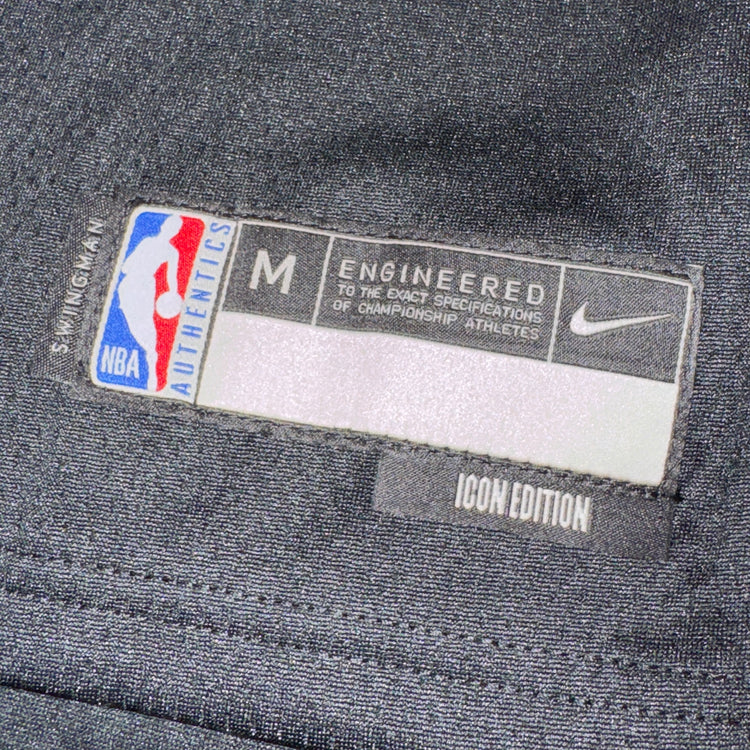 SWINGMAN
NBA
AUTHENTICS
M
ENGINEERED
TO THE EXACT SPECIFICATIONS
OF CHAMPIONSHIP ATHLETES
ICON EDITION